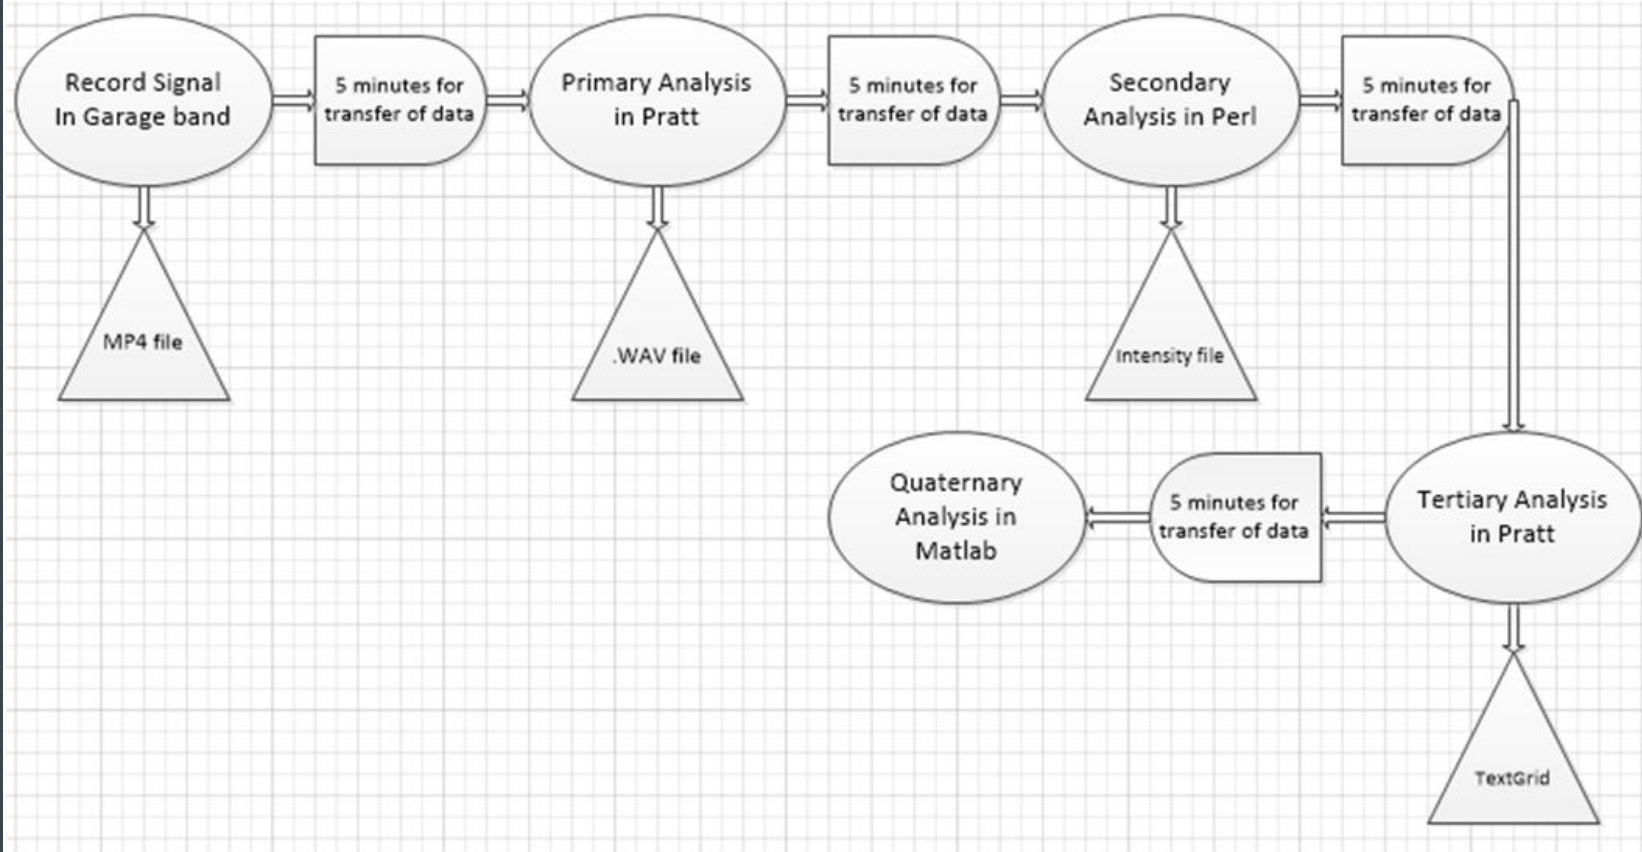 Record Signal
In Garage band
5 minutes for
transfer of data
Primary Analysis
in Pratt
5 minutes for
transfer of data
Secondary
Analysis in Perl
5 minutes for
transfer of data
MP4 file
.WAV file
Intensity file
Quaternary
Analysis in
Matlab
5 minutes for
transfer of data
Tertiary Analysis
in Pratt
TextGrid